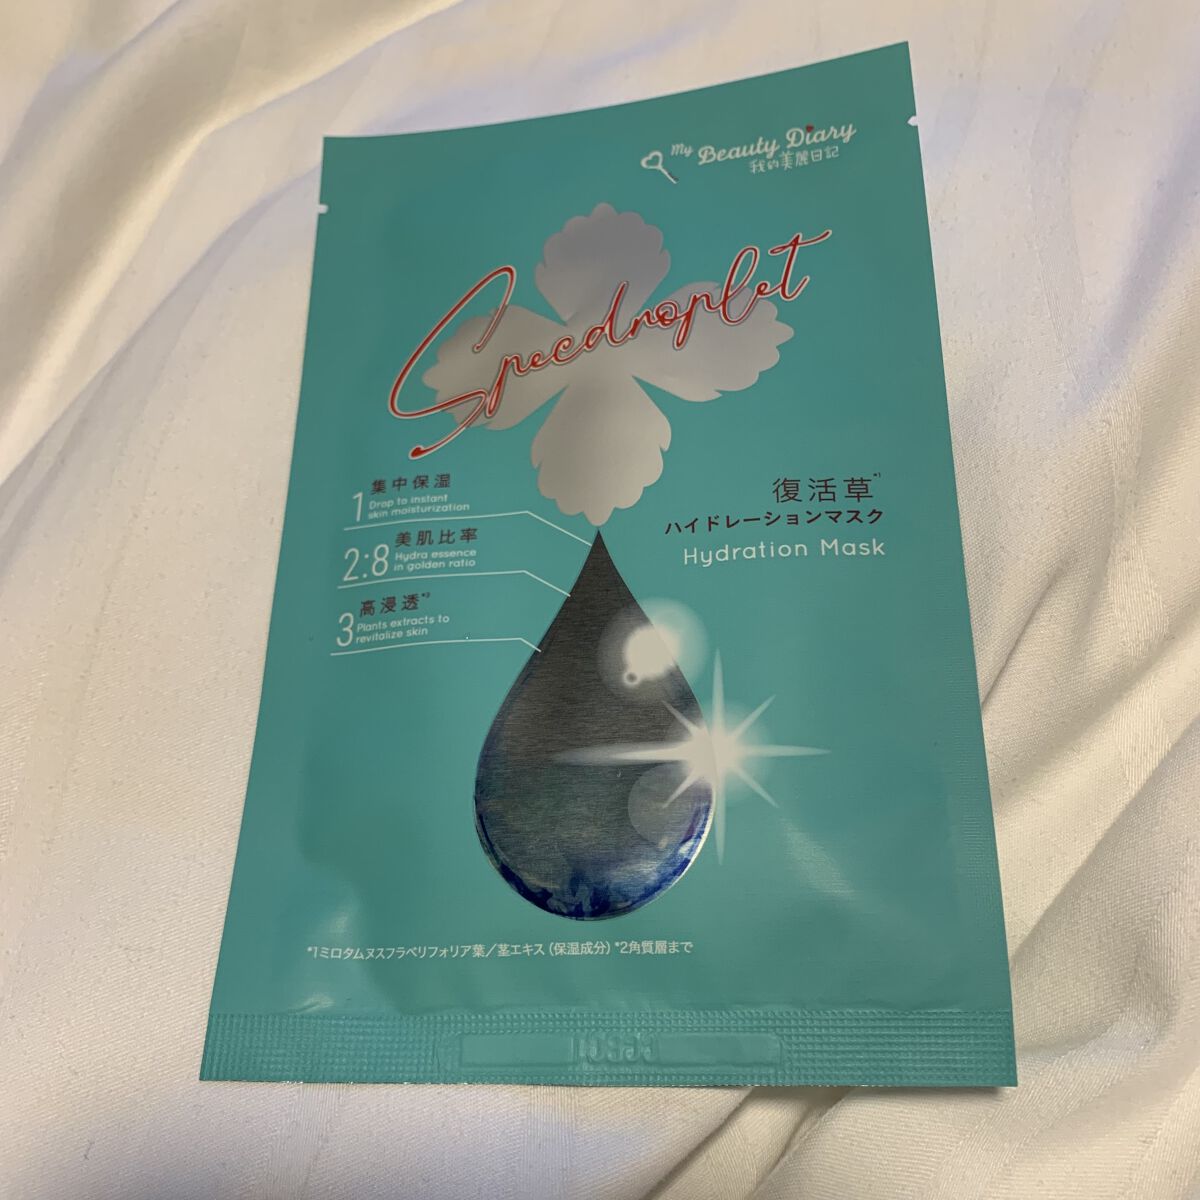 My Beauty Diary
我的美麗日記
Specdroplet
集中保湿
1 Drop to instant
skin moisturization
美肌比率
2:8 Hydra essence
in golden ratio
高浸透*2
3 Plants extracts to
revitalize skin
復活草*1
ハイドレーションマスク
Hydration Mask
*1ミロタムヌスフラベリフォリア葉/茎エキス(保湿成分)*2角質層まで